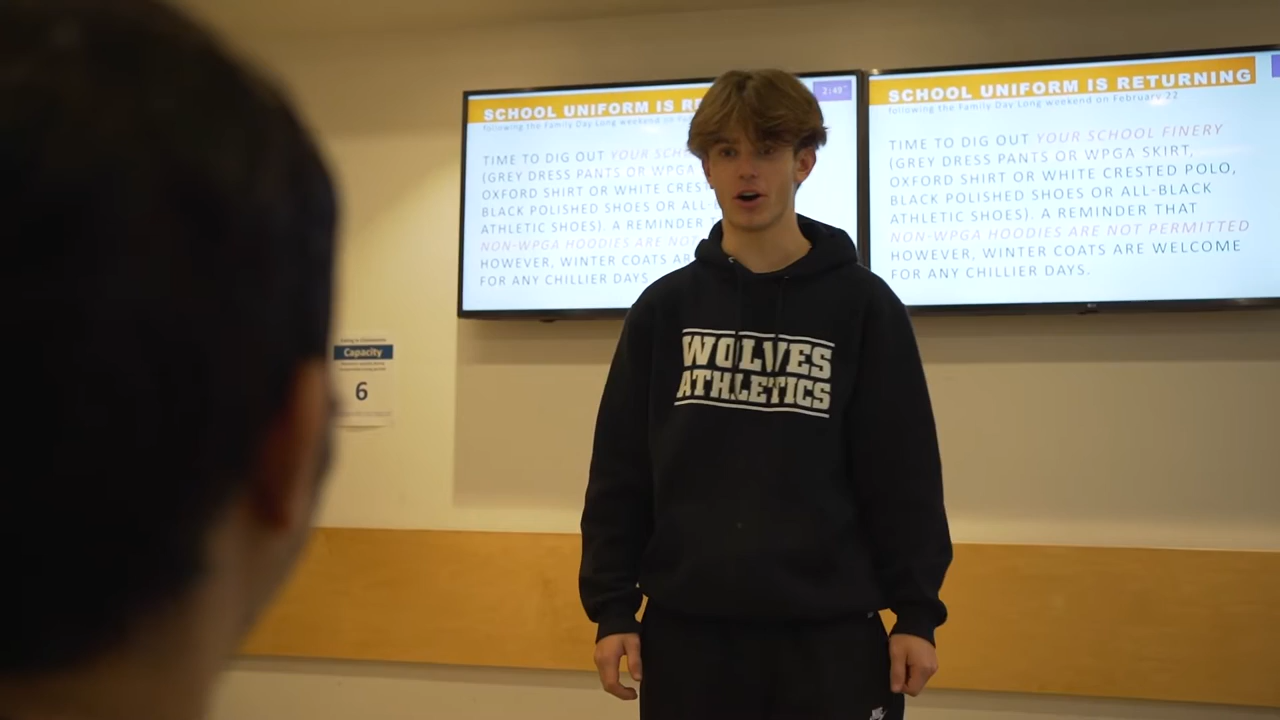 SCHOOL UNIFORM IS RE
2:49
TIME TO DIG OUT YOUR SCHE
(GREY DRESS PANTS OR WPGA
OXFORD SHIRT OR WHITE CREST
BLACK POLISHED SHOES OR ALL-
ATHLETIC SHOES). A REMINDER T
NON-WPGA HOODIES ARE NOT
HOWEVER, WINTER COATS AR
FOR ANY CHILLIER DAYS.
SCHOOL UNIFORM IS RETURNING
following the Family Day Long weekend on February 22
TIME TO DIG OUT YOUR SCHOOL FINERY
(GREY DRESS PANTS OR WPGA SKIRT,
OXFORD SHIRT OR WHITE CRESTED POLO,
BLACK POLISHED SHOES OR ALL-BLACK
ATHLETIC SHOES). A REMINDER THAT
NON-WPGA HOODIES ARE NOT PERMITTED
HOWEVER, WINTER COATS ARE WELCOME
FOR ANY CHILLIER DAYS.
Capacity
6
WOLVES
ATHLETICS